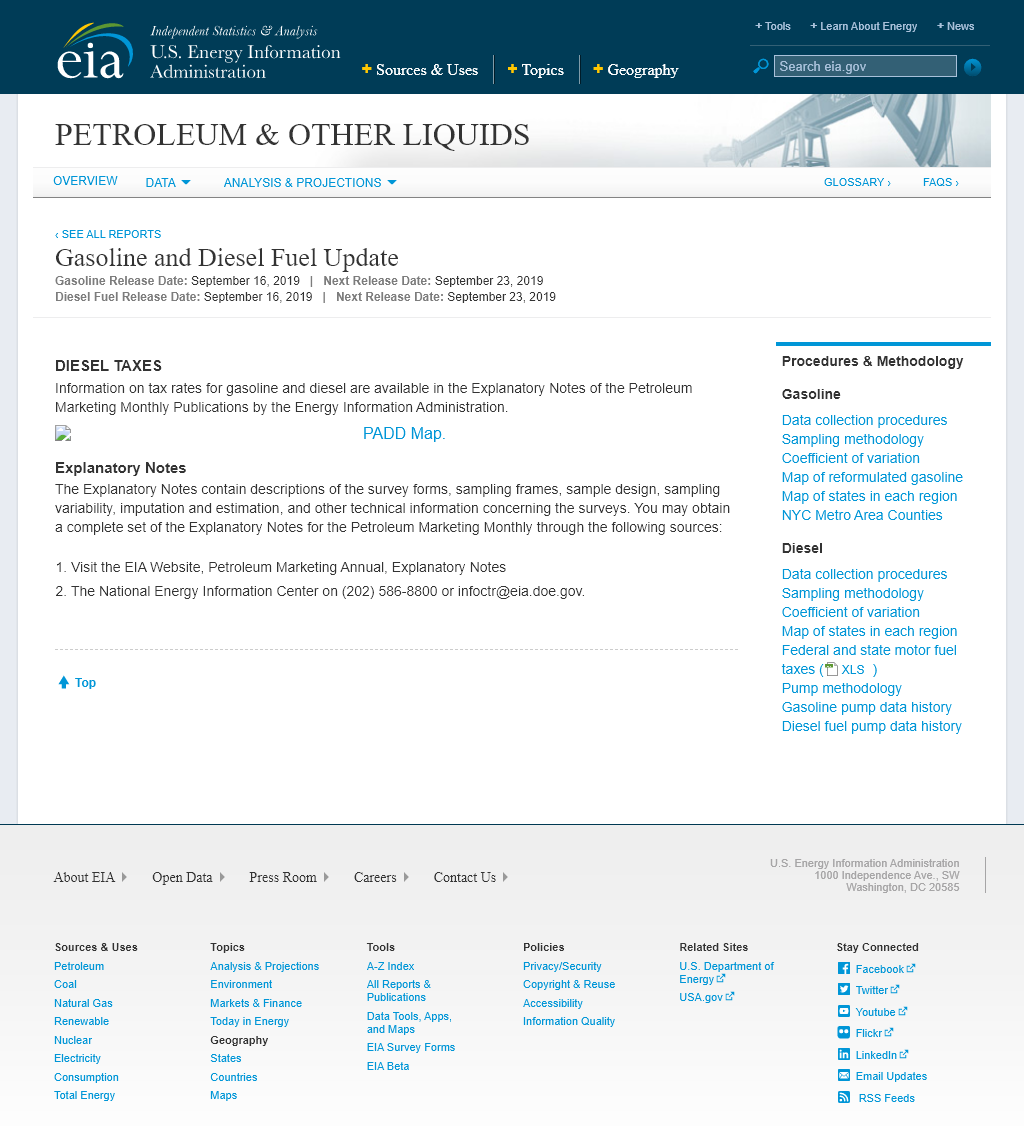 Independent Statistics & Analysis
U.S. Energy Information
Administration
eia
+ Sources & Uses
+ Topics
+ Geography
+ Tools
+ Learn About Energy
+ News
Search eia.gov
PETROLEUM & OTHER LIQUIDS
OVERVIEW
DATA
ANALYSIS & PROJECTIONS
GLOSSARY ›
FAQS ›
‹ SEE ALL REPORTS
Gasoline and Diesel Fuel Update
Gasoline Release Date: September 16, 2019 | Next Release Date: September 23, 2019
Diesel Fuel Release Date: September 16, 2019 | Next Release Date: September 23, 2019
DIESEL TAXES
Information on tax rates for gasoline and diesel are available in the Explanatory Notes of the Petroleum
Marketing Monthly Publications by the Energy Information Administration.
PADD Map.
Explanatory Notes
The Explanatory Notes contain descriptions of the survey forms, sampling frames, sample design, sampling
variability, imputation and estimation, and other technical information concerning the surveys. You may obtain
a complete set of the Explanatory Notes for the Petroleum Marketing Monthly through the following sources:
1. Visit the EIA Website, Petroleum Marketing Annual, Explanatory Notes
2. The National Energy Information Center on (202) 586-8800 or infoctr@eia.doe.gov.
Top
Procedures & Methodology
Gasoline
Data collection procedures
Sampling methodology
Coefficient of variation
Map of reformulated gasoline
Map of states in each region
NYC Metro Area Counties
Diesel
Data collection procedures
Sampling methodology
Coefficient of variation
Map of states in each region
Federal and state motor fuel
taxes ( XLS )
Pump methodology
Gasoline pump data history
Diesel fuel pump data history
About EIA
Open Data
Press Room
Careers
Contact Us
U.S. Energy Information Administration
1000 Independence Ave., SW
Washington, DC 20585
Sources & Uses
Petroleum
Coal
Natural Gas
Renewable
Nuclear
Electricity
Consumption
Total Energy
Topics
Analysis & Projections
Environment
Markets & Finance
Today in Energy
Geography
States
Countries
Maps
Tools
A-Z Index
All Reports &
Publications
Data Tools, Apps,
and Maps
EIA Survey Forms
EIA Beta
Policies
Privacy/Security
Copyright & Reuse
Accessibility
Information Quality
Related Sites
U.S. Department of
Energy
USA.gov
Stay Connected
Facebook
Twitter
Youtube
Flickr
LinkedIn
Email Updates
RSS Feeds